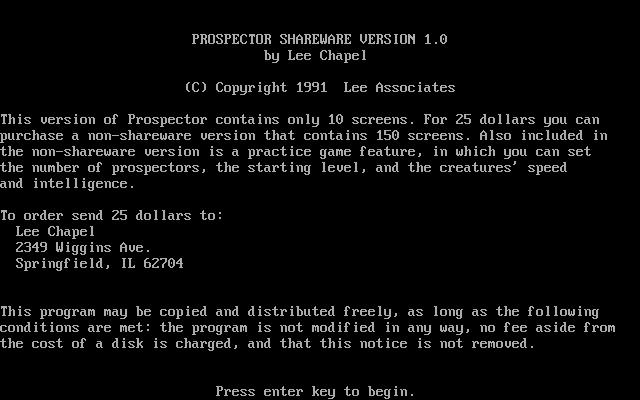 PROSPECTOR SHAREWARE VERSION 1.0
by Lee Chapel
(C) Copyright 1991  Lee Associates
This version of Prospector contains only 10 screens. For 25 dollars you can
purchase a non-shareware version that contains 150 screens. Also included in
the non-shareware version is a practice game feature, in which you can set
the number of prospectors, the starting level, and the creatures' speed
and intelligence.
To order send 25 dollars to:
Lee Chapel
2349 Wiggins Ave.
Springfield, IL 62704
This program may be copied and distributed freely, as long as the following
conditions are met: the program is not modified in any way, no fee aside from
the cost of a disk is charged, and that this notice is not removed.
Press enter key to begin.